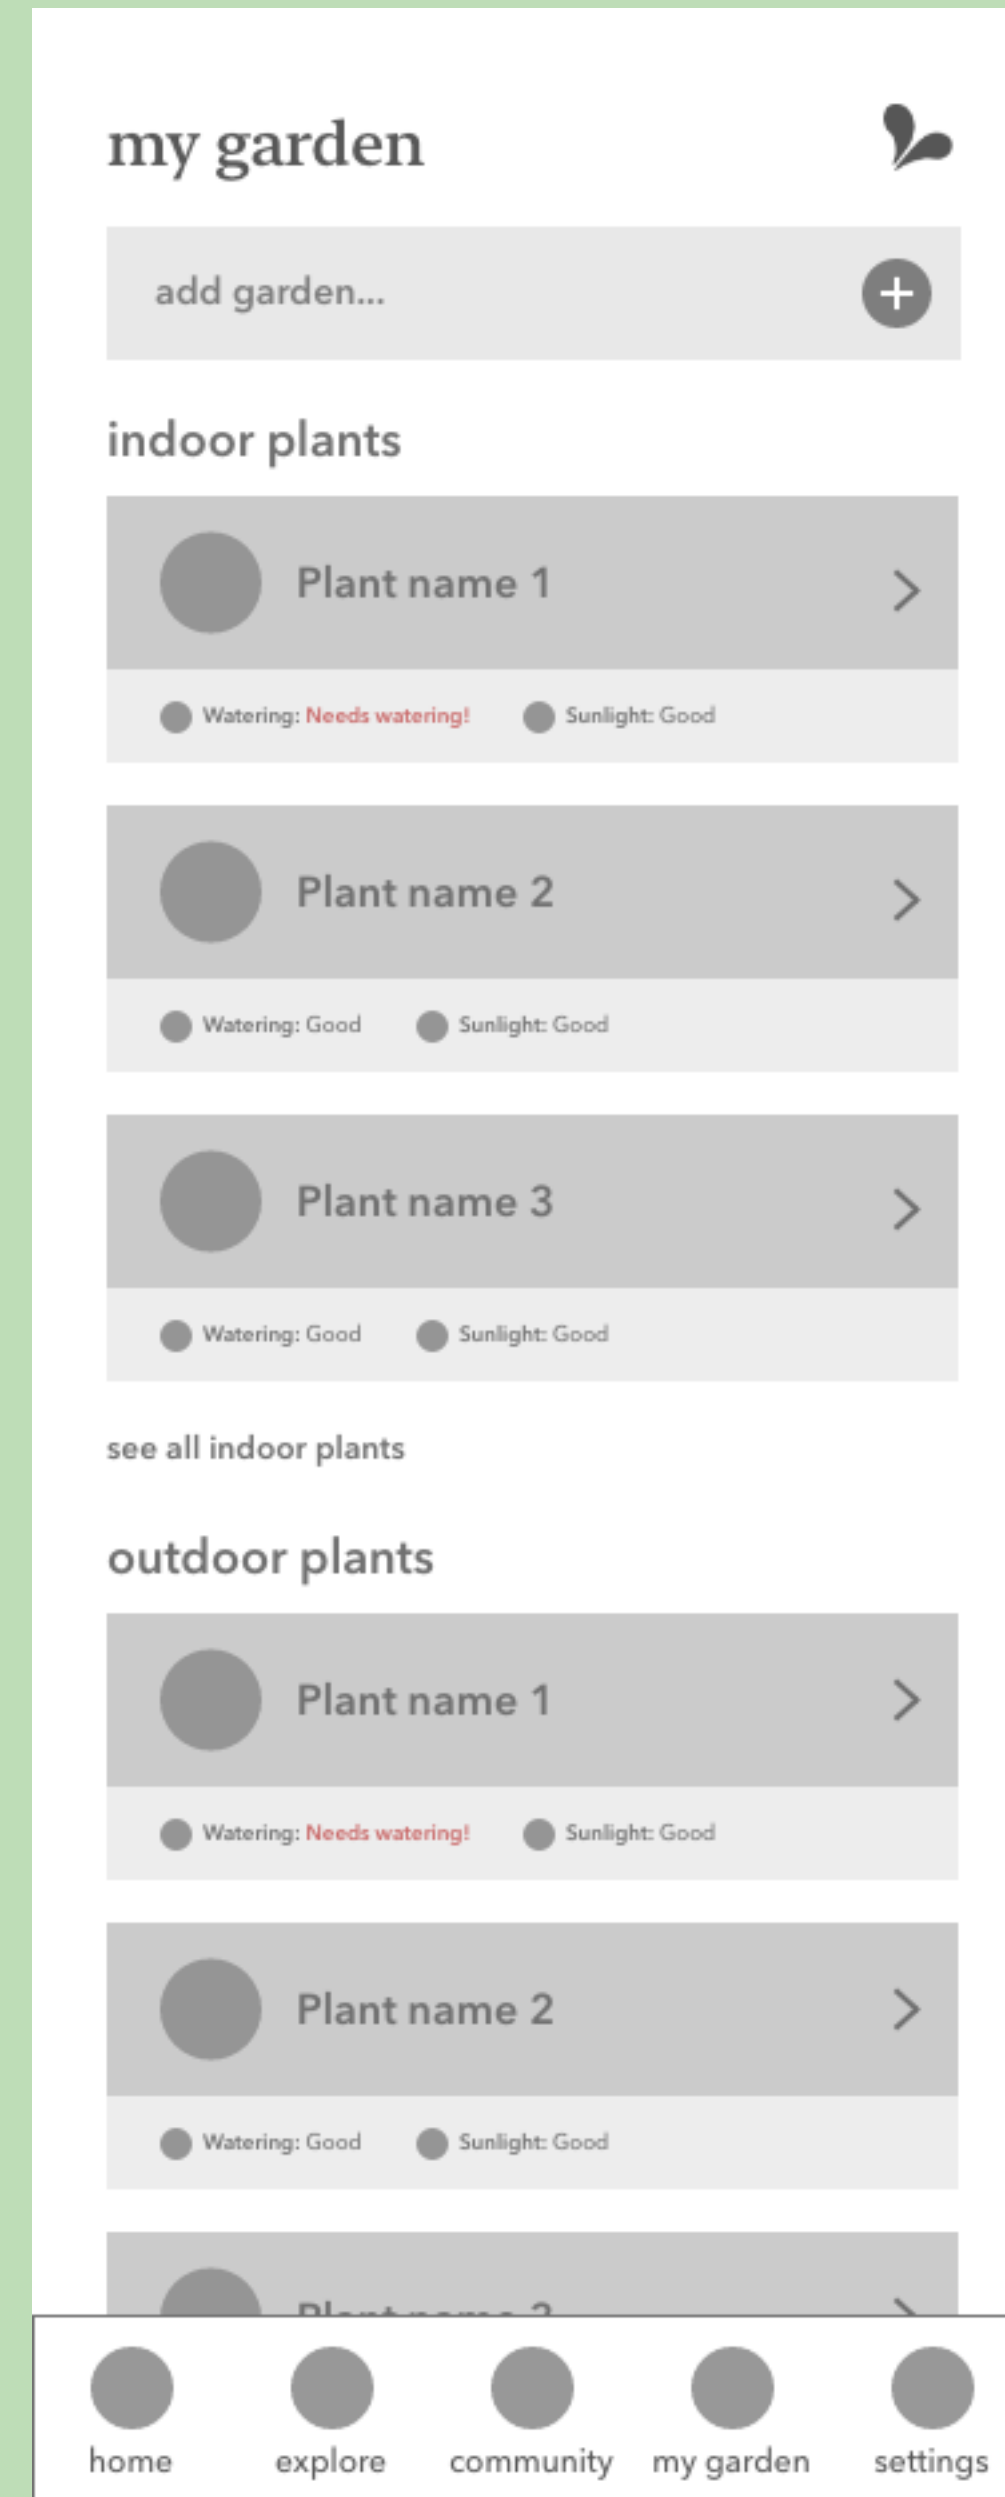 my garden
add garden...
indoor plants
Plant name 1
Watering: Needs watering! Sunlight: Good
Plant name 2
Watering: Good Sunlight: Good
Plant name 3
Watering: Good Sunlight: Good
see all indoor plants
outdoor plants
Plant name 1
Watering: Needs watering! Sunlight: Good
Plant name 2
Watering: Good Sunlight: Good
Plant name
home explore community my garden settings